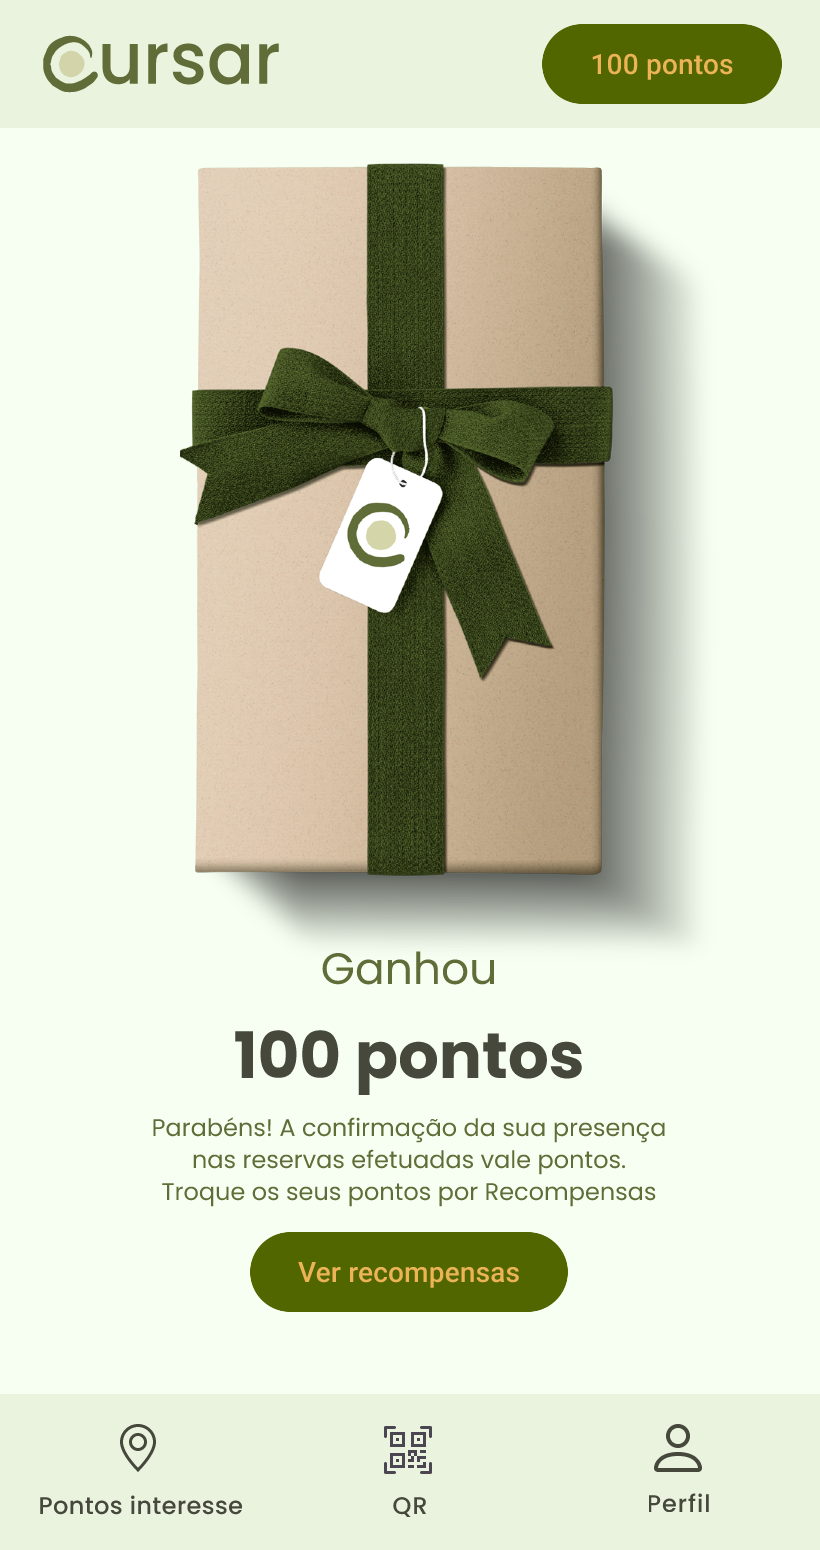 Cursar
100 pontos
Ganhou
100 pontos
Parabéns! A confirmação da sua presença
nas reservas efetuadas vale pontos.
Troque os seus pontos por Recompensas
Ver recompensas
Pontos interesse
QR
Perfil